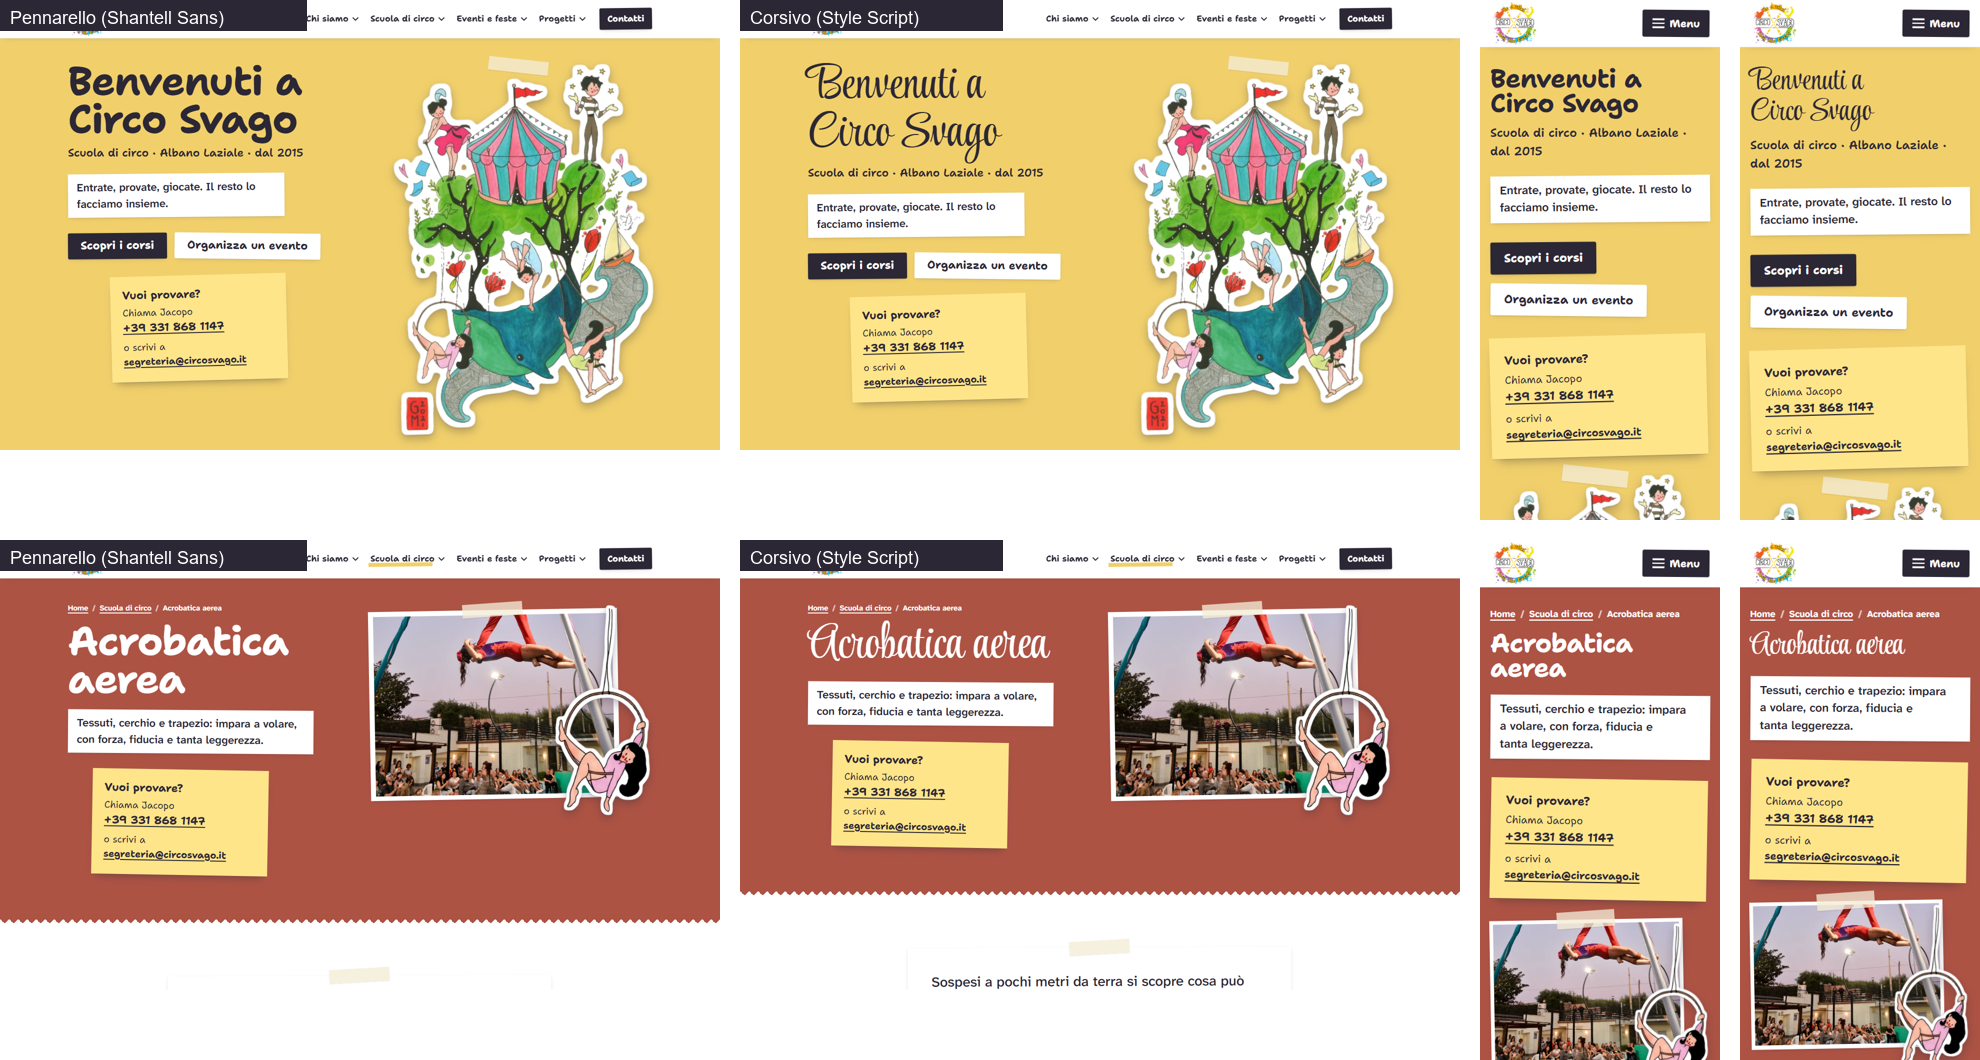 Pennarello (Shantell Sans)
Chi siamo Scuola di circo Eventi e feste Progetti Contatti
Benvenuti a
Circo Svago
Scuola di circo · Albano Laziale · dal 2015
Entrate, provate, giocate. Il resto lo
facciamo insieme.
Scopri i corsi Organizza un evento
Vuoi provare?
Chiama Jacopo
+39 331 868 1147
o scrivi a
segreteria@circosvago.it
Corsivo (Style Script)
Chi siamo Scuola di circo Eventi e feste Progetti Contatti
Benvenuti a
Circo Svago
Scuola di circo · Albano Laziale · dal 2015
Entrate, provate, giocate. Il resto lo
facciamo insieme.
Scopri i corsi Organizza un evento
Vuoi provare?
Chiama Jacopo
+39 331 868 1147
o scrivi a
segreteria@circosvago.it
CIRCO SVAGO
Menu
Benvenuti a
Circo Svago
Scuola di circo · Albano Laziale ·
dal 2015
Entrate, provate, giocate. Il resto lo
facciamo insieme.
Scopri i corsi
Organizza un evento
Vuoi provare?
Chiama Jacopo
+39 331 868 1147
o scrivi a
segreteria@circosvago.it
CIRCO SVAGO
Menu
Benvenuti a
Circo Svago
Scuola di circo · Albano Laziale ·
dal 2015
Entrate, provate, giocate. Il resto lo
facciamo insieme.
Scopri i corsi
Organizza un evento
Vuoi provare?
Chiama Jacopo
+39 331 868 1147
o scrivi a
segreteria@circosvago.it
Pennarello (Shantell Sans)
Chi siamo Scuola di circo Eventi e feste Progetti Contatti
Home / Scuola di circo / Acrobatica aerea
Acrobatica
aerea
Tessuti, cerchio e trapezio: impara a volare,
con forza, fiducia e tanta leggerezza.
Vuoi provare?
Chiama Jacopo
+39 331 868 1147
o scrivi a
segreteria@circosvago.it
Corsivo (Style Script)
Chi siamo Scuola di circo Eventi e feste Progetti Contatti
Home / Scuola di circo / Acrobatica aerea
Acrobatica aerea
Tessuti, cerchio e trapezio: impara a volare,
con forza, fiducia e tanta leggerezza.
Vuoi provare?
Chiama Jacopo
+39 331 868 1147
o scrivi a
segreteria@circosvago.it
Sospesi a pochi metri da terra si scopre cosa può
CIRCO SVAGO
Menu
Home / Scuola di circo / Acrobatica aerea
Acrobatica
aerea
Tessuti, cerchio e trapezio: impara
a volare, con forza, fiducia e
tanta leggerezza.
Vuoi provare?
Chiama Jacopo
+39 331 868 1147
o scrivi a
segreteria@circosvago.it
CIRCO SVAGO
Menu
Home / Scuola di circo / Acrobatica aerea
Acrobatica aerea
Tessuti, cerchio e trapezio: impara
a volare, con forza, fiducia e
tanta leggerezza.
Vuoi provare?
Chiama Jacopo
+39 331 868 1147
o scrivi a
segreteria@circosvago.it